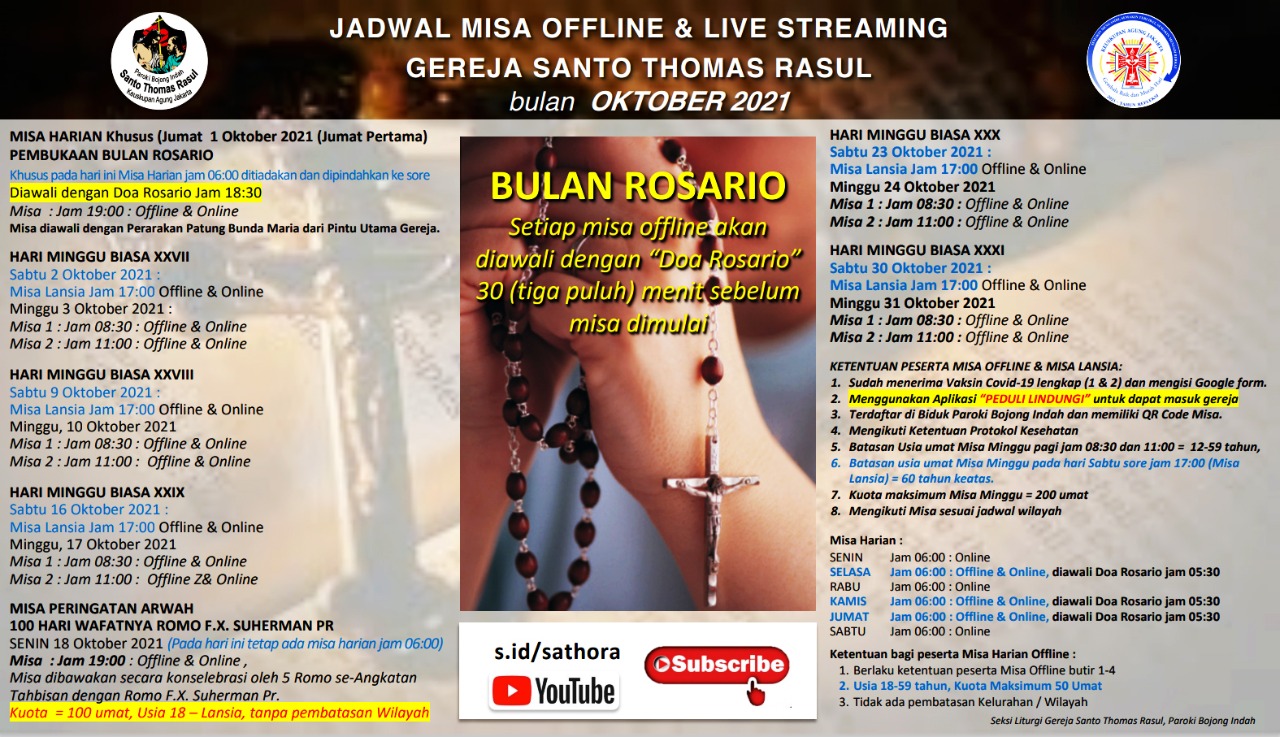 JADWAL MISA OFFLINE & LIVE STREAMING
GEREJA SANTO THOMAS RASUL
bulan OKTOBER 2021
Paroki Bojong Indah
Santo Thomas Rasul
Keuskupan Agung Jakarta
MISA HARIAN Khusus (Jumat 1 Oktober 2021 (Jumat Pertama)
PEMBUKAAN BULAN ROSARIO
Khusus pada hari ini Misa Harian jam 06:00 ditiadakan dan dipindahkan ke sore
Diawali dengan Doa Rosario Jam 18:30
Misa : Jam 19:00 : Offline & Online
Misa diawali dengan Perarakan Patung Bunda Maria dari Pintu Utama Gereja.
HARI MINGGU BIASA XXVII
Sabtu 2 Oktober 2021 :
Misa Lansia Jam 17:00 Offline & Online
Minggu 3 Oktober 2021 :
Misa 1 : Jam 08:30 : Offline & Online
Misa 2 : Jam 11:00 : Offline & Online
HARI MINGGU BIASA XXVIII
Sabtu 9 Oktober 2021 :
Misa Lansia Jam 17:00 Offline & Online
Minggu, 10 Oktober 2021
Misa 1 : Jam 08:30 : Offline & Online
Misa 2 : Jam 11:00 : Offline & Online
HARI MINGGU BIASA XXIX
Sabtu 16 Oktober 2021 :
Misa Lansia Jam 17:00 Offline & Online
Minggu, 17 Oktober 2021
Misa 1 : Jam 08:30 : Offline & Online
Misa 2 : Jam 11:00 : Offline Z& Online
MISA PERINGATAN ARWAH
100 HARI WAFATNYA ROMO F.X. SUHERMAN PR
SENIN 18 Oktober 2021 (Pada hari ini tetap ada misa harian jam 06:00)
Misa : Jam 19:00 : Offline & Online ,
Misa dibawakan secara konselebrasi oleh 5 Romo se-Angkatan
Tahbisan dengan Romo F.X. Suherman Pr.
Kuota = 100 umat, Usia 18 – Lansia, tanpa pembatasan Wilayah
BULAN ROSARIO
Setiap misa offline akan
diawali dengan “Doa Rosario”
30 (tiga puluh) menit sebelum
misa dimulai
s.id/sathora
YouTube
Subscribe
HARI MINGGU BIASA XXX
Sabtu 23 Oktober 2021 :
Misa Lansia Jam 17:00 Offline & Online
Minggu 24 Oktober 2021
Misa 1 : Jam 08:30 : Offline & Online
Misa 2 : Jam 11:00 : Offline & Online
HARI MINGGU BIASA XXXI
Sabtu 30 Oktober 2021 :
Misa Lansia Jam 17:00 Offline & Online
Minggu 31 Oktober 2021
Misa 1 : Jam 08:30 : Offline & Online
Misa 2 : Jam 11:00 : Offline & Online
KETENTUAN PESERTA MISA OFFLINE & MISA LANSIA:
1. Sudah menerima Vaksin Covid-19 lengkap (1 & 2) dan mengisi Google form.
2. Menggunakan Aplikasi “PEDULI LINDUNGI” untuk dapat masuk gereja
3. Terdaftar di Biduk Paroki Bojong Indah dan memiliki QR Code Misa.
4. Mengikuti Ketentuan Protokol Kesehatan
5. Batasan Usia umat Misa Minggu pagi jam 08:30 dan 11:00 = 12-59 tahun,
6. Batasan usia umat Misa Minggu pada hari Sabtu sore jam 17:00 (Misa
Lansia) = 60 tahun keatas.
7. Kuota maksimum Misa Minggu = 200 umat
8. Mengikuti Misa sesuai jadwal wilayah
Misa Harian :
SENIN Jam 06:00 : Online
SELASA Jam 06:00 : Offline & Online, diawali Doa Rosario jam 05:30
RABU Jam 06:00 : Online
KAMIS Jam 06:00 : Offline & Online, diawali Doa Rosario jam 05:30
JUMAT Jam 06:00 : Offline & Online, diawali Doa Rosario jam 05:30
SABTU Jam 06:00 : Online
Ketentuan bagi peserta Misa Harian Offline :
1. Berlaku ketentuan peserta Misa Offline butir 1-4
2. Usia 18-59 tahun, Kuota Maksimum 50 Umat
3. Tidak ada pembatasan Kelurahan / Wilayah
Seksi Liturgi Gereja Santo Thomas Rasul, Paroki Bojong Indah